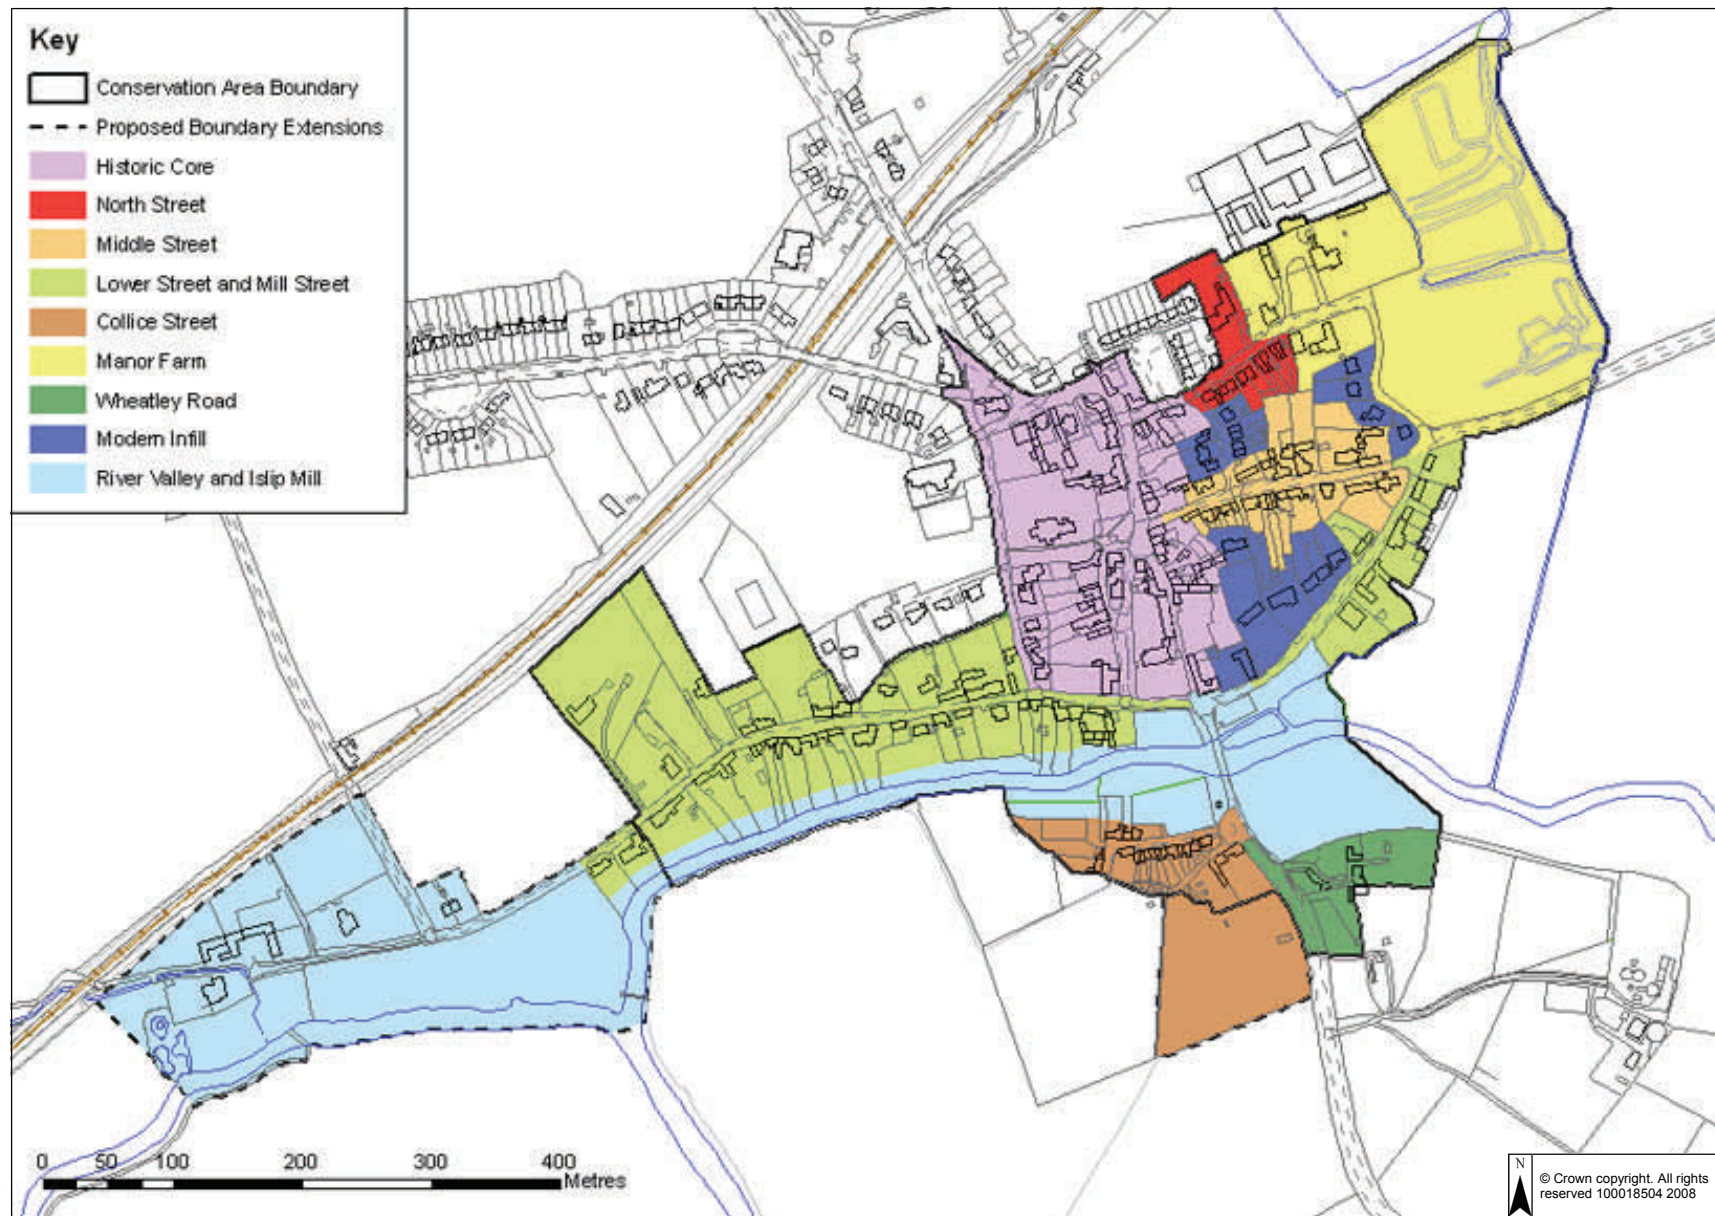 Key
Conservation Area Boundary
Proposed Boundary Extensions
Historic Core
North Street
Middle Street
Lower Street and Mill Street
Collice Street
Manor Farm
Wheatley Road
Modern Infill
River Valley and Islip Mill
0 50 100 200 300 400
Metres
N
© Crown copyright. All rights
reserved 100018504 2008